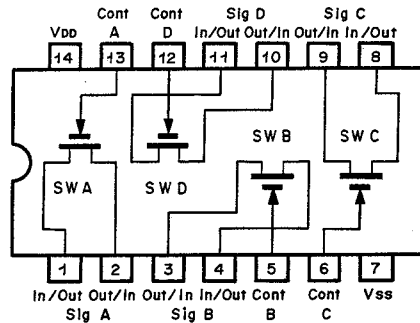 Cont Cont Sig D Sig C
VDD A D In/Out Out/In Out/In In/Out
14 13 12 11 10 9 8
SW B SW C
SW A SW D
1 2 3 4 5 6 7
In/Out Out/In Out/In In/Out Cont Cont Vss
Sig A Sig B B C